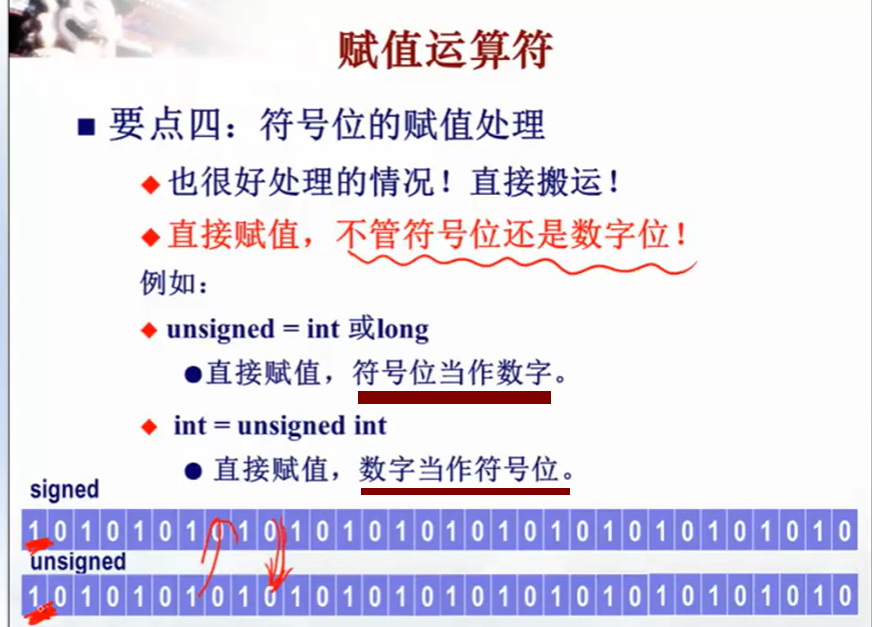 赋值运算符
■ 要点四：符号位的赋值处理
◆ 也很好处理的情况！直接搬运！
◆ 直接赋值，不管符号位还是数字位！
例如：
◆ unsigned = int 或long
●直接赋值，符号位当作数字。
◆ int = unsigned int
● 直接赋值，数字当作符号位。
signed
1 0 1 0 1 0 1 0 1 0 1 0 1 0 1 0 1 0 1 0 1 0 1 0 1 0 1 0 1 0 1 0
unsigned
1 0 1 0 1 0 1 0 1 0 1 0 1 0 1 0 1 0 1 0 1 0 1 0 1 0 1 0 1 0 1 0